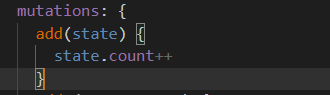 mutations: {
add(state) {
state.count++
}